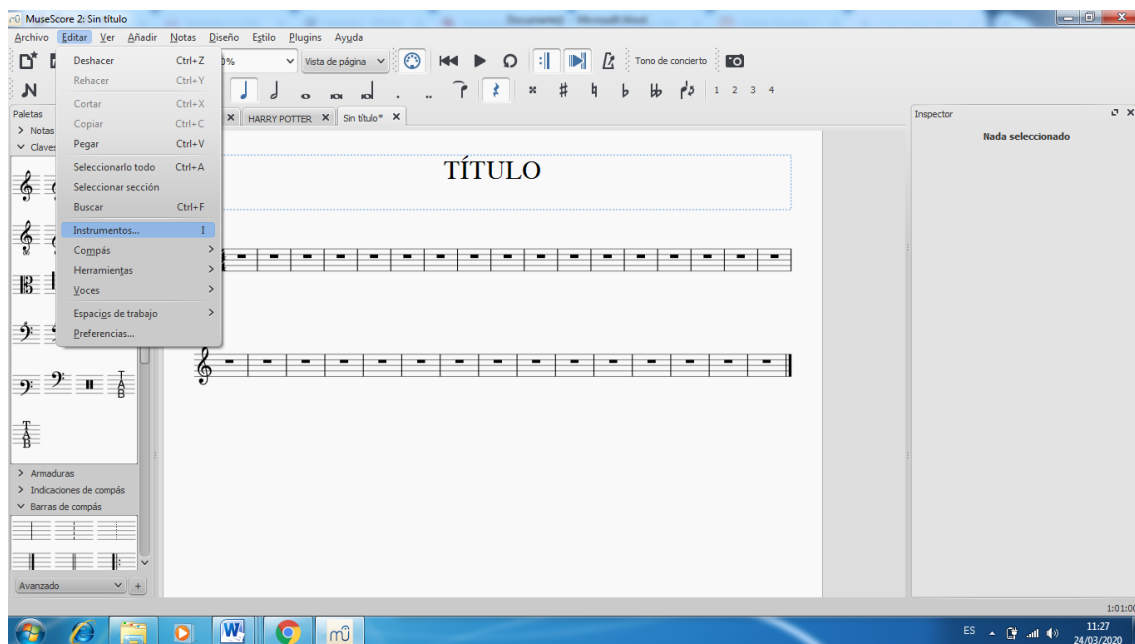 MuseScore 2: Sin título
Archivo Editar Ver Añadir Notas Diseño Estilo Plugins Ayuda
Vista de página Tono de concierto
1 2 3 4
Deshacer Ctrl+Z
Rehacer Ctrl+Y
Cortar Ctrl+X
Copiar Ctrl+C
Pegar Ctrl+V
Seleccionarlo todo Ctrl+A
Seleccionar sección
Buscar Ctrl+F
Instrumentos... I
Compás
Herramientas
Voces
Espacios de trabajo
Preferencias...
Paletas
Notas
Claves
HARRY POTTER Sin título*
TÍTULO
Inspector
Nada seleccionado
Armaduras
Indicaciones de compás
Barras de compás
Avanzado
1:01:00
ES 11:27
24/03/2020